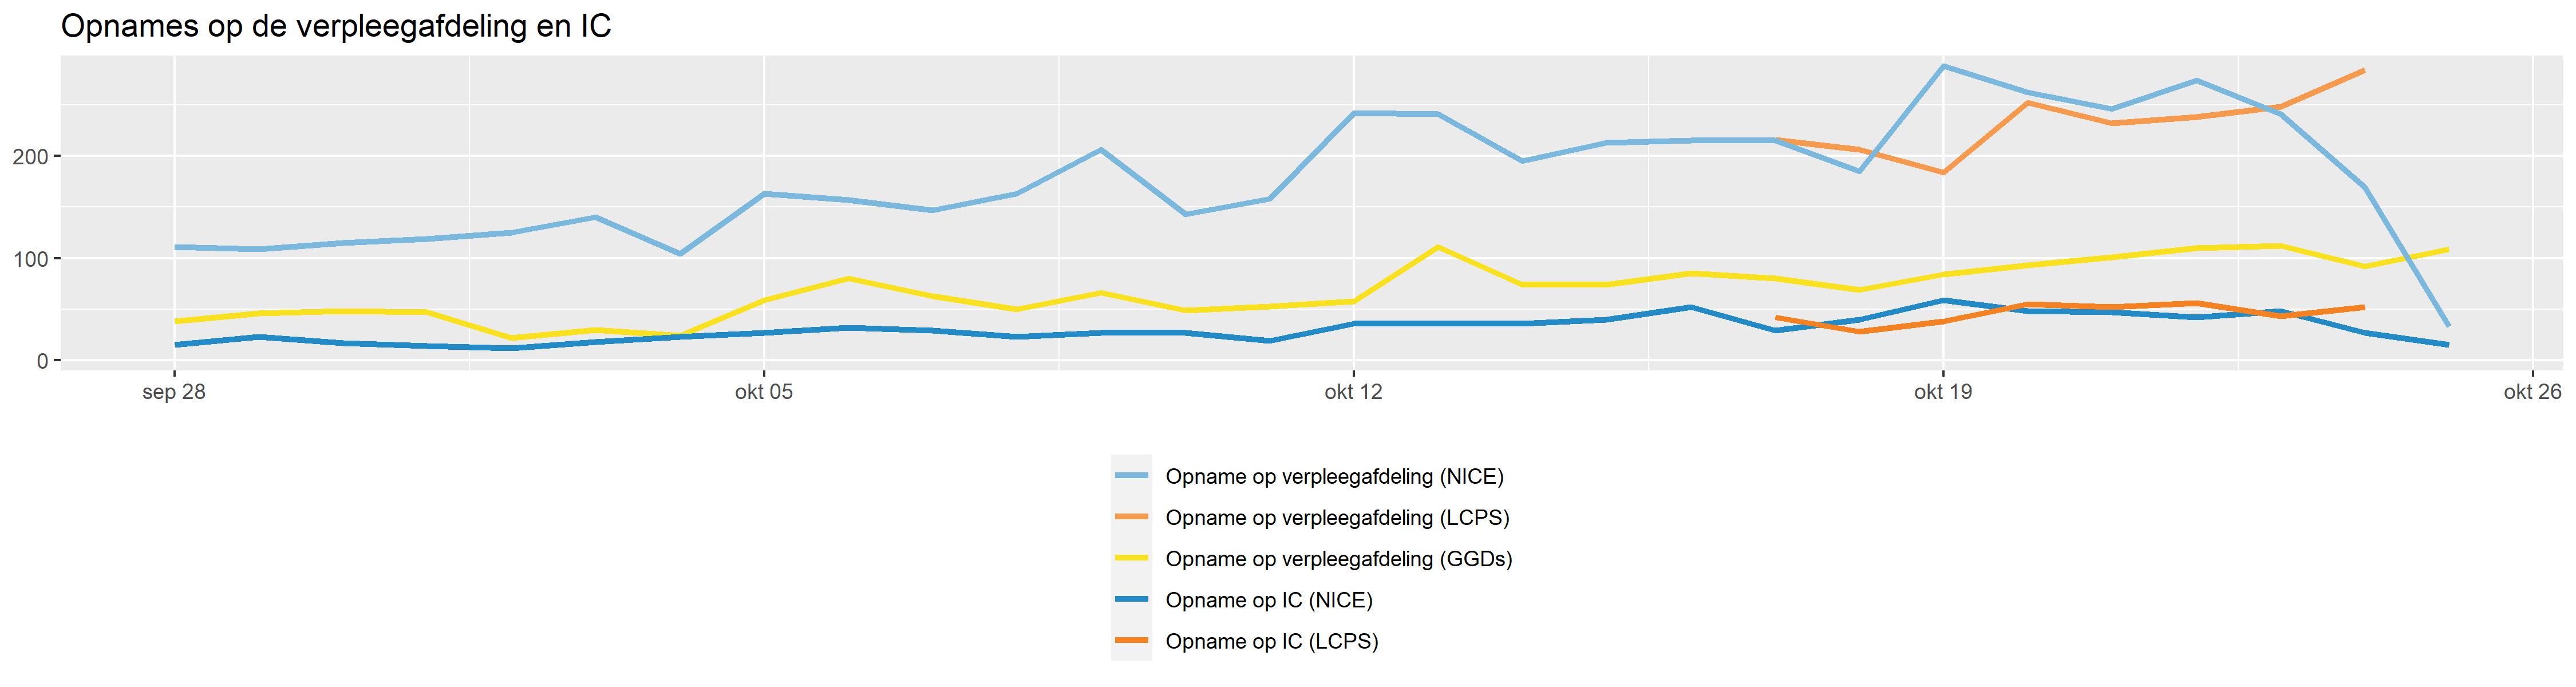 Opnames op de verpleegafdeling en IC
200
100
0
sep 28
okt 05
okt 12
okt 19
okt 26
Opname op verpleegafdeling (NICE)
Opname op verpleegafdeling (LCPS)
Opname op verpleegafdeling (GGDs)
Opname op IC (NICE)
Opname op IC (LCPS)